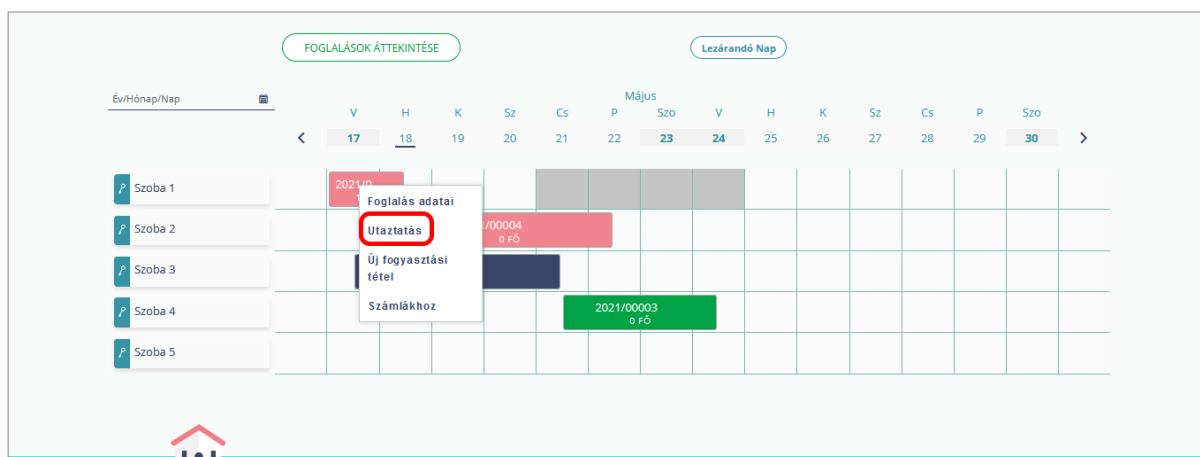 FOGLALÁSOK ÁTTEKINTÉSE
Lezárandó Nap
Év/Hónap/Nap
Május
V H K Sz Cs P Szo V H K Sz Cs P Szo
17 18 19 20 21 22 23 24 25 26 27 28 29 30
Szoba 1
2021/0
Foglalás adatai
Szoba 2
Utaztatás
/00004
0 FŐ
Szoba 3
Új fogyasztási
tétel
Szoba 4
Számlákhoz
2021/00003
0 FŐ
Szoba 5